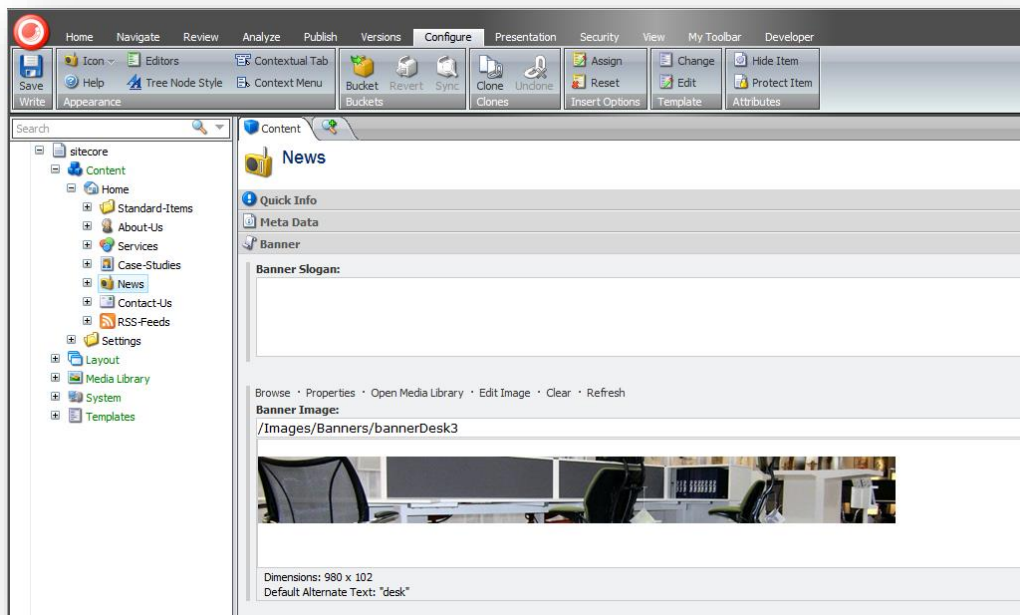 Home Navigate Review Analyze Publish Versions Configure Presentation Security View My Toolbar Developer
Save
Write
Icon Editors
Help Tree Node Style
Contextual Tab
Context Menu
Appearance
Bucket Revert Sync
Buckets
Clone Unclone
Clones
Assign
Reset
Insert Options
Change
Edit
Template
Hide Item
Protect Item
Attributes
Search
sitecore
Content
Home
Standard-Items
About-Us
Services
Case-Studies
News
Contact-Us
RSS-Feeds
Settings
Layout
Media Library
System
Templates
Content
News
Quick Info
Meta Data
Banner
Banner Slogan:
Browse · Properties · Open Media Library · Edit Image · Clear · Refresh
Banner Image:
/Images/Banners/bannerDesk3
Dimensions: 980 x 102
Default Alternate Text: "desk"